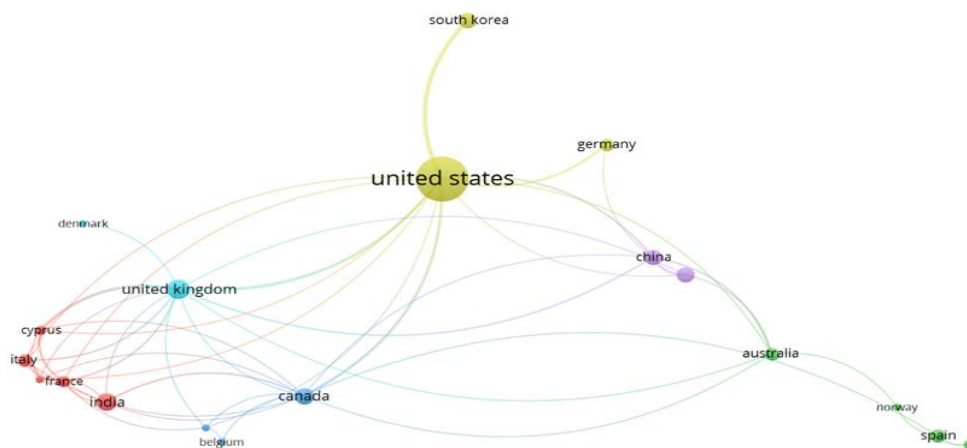 south korea
germany
united states
denmark
china
united kingdom
cyprus
australia
italy
france
canada
india
norway
spain
belgium